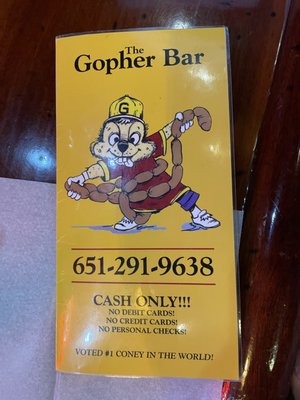 The
Gopher Bar
G
651-291-9638
CASH ONLY!!!
NO DEBIT CARDS!
NO CREDIT CARDS!
NO PERSONAL CHECKS!
VOTED #1 CONEY IN THE WORLD!